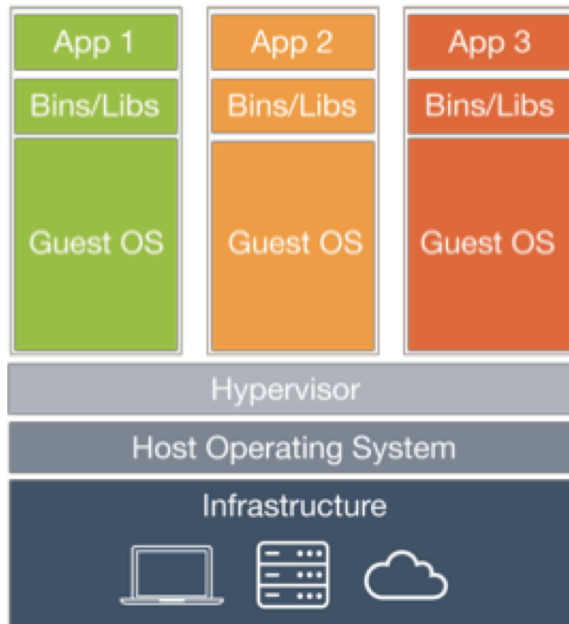 App 1
App 2
App 3
Bins/Libs
Bins/Libs
Bins/Libs
Guest OS
Guest OS
Guest OS
Hypervisor
Host Operating System
Infrastructure